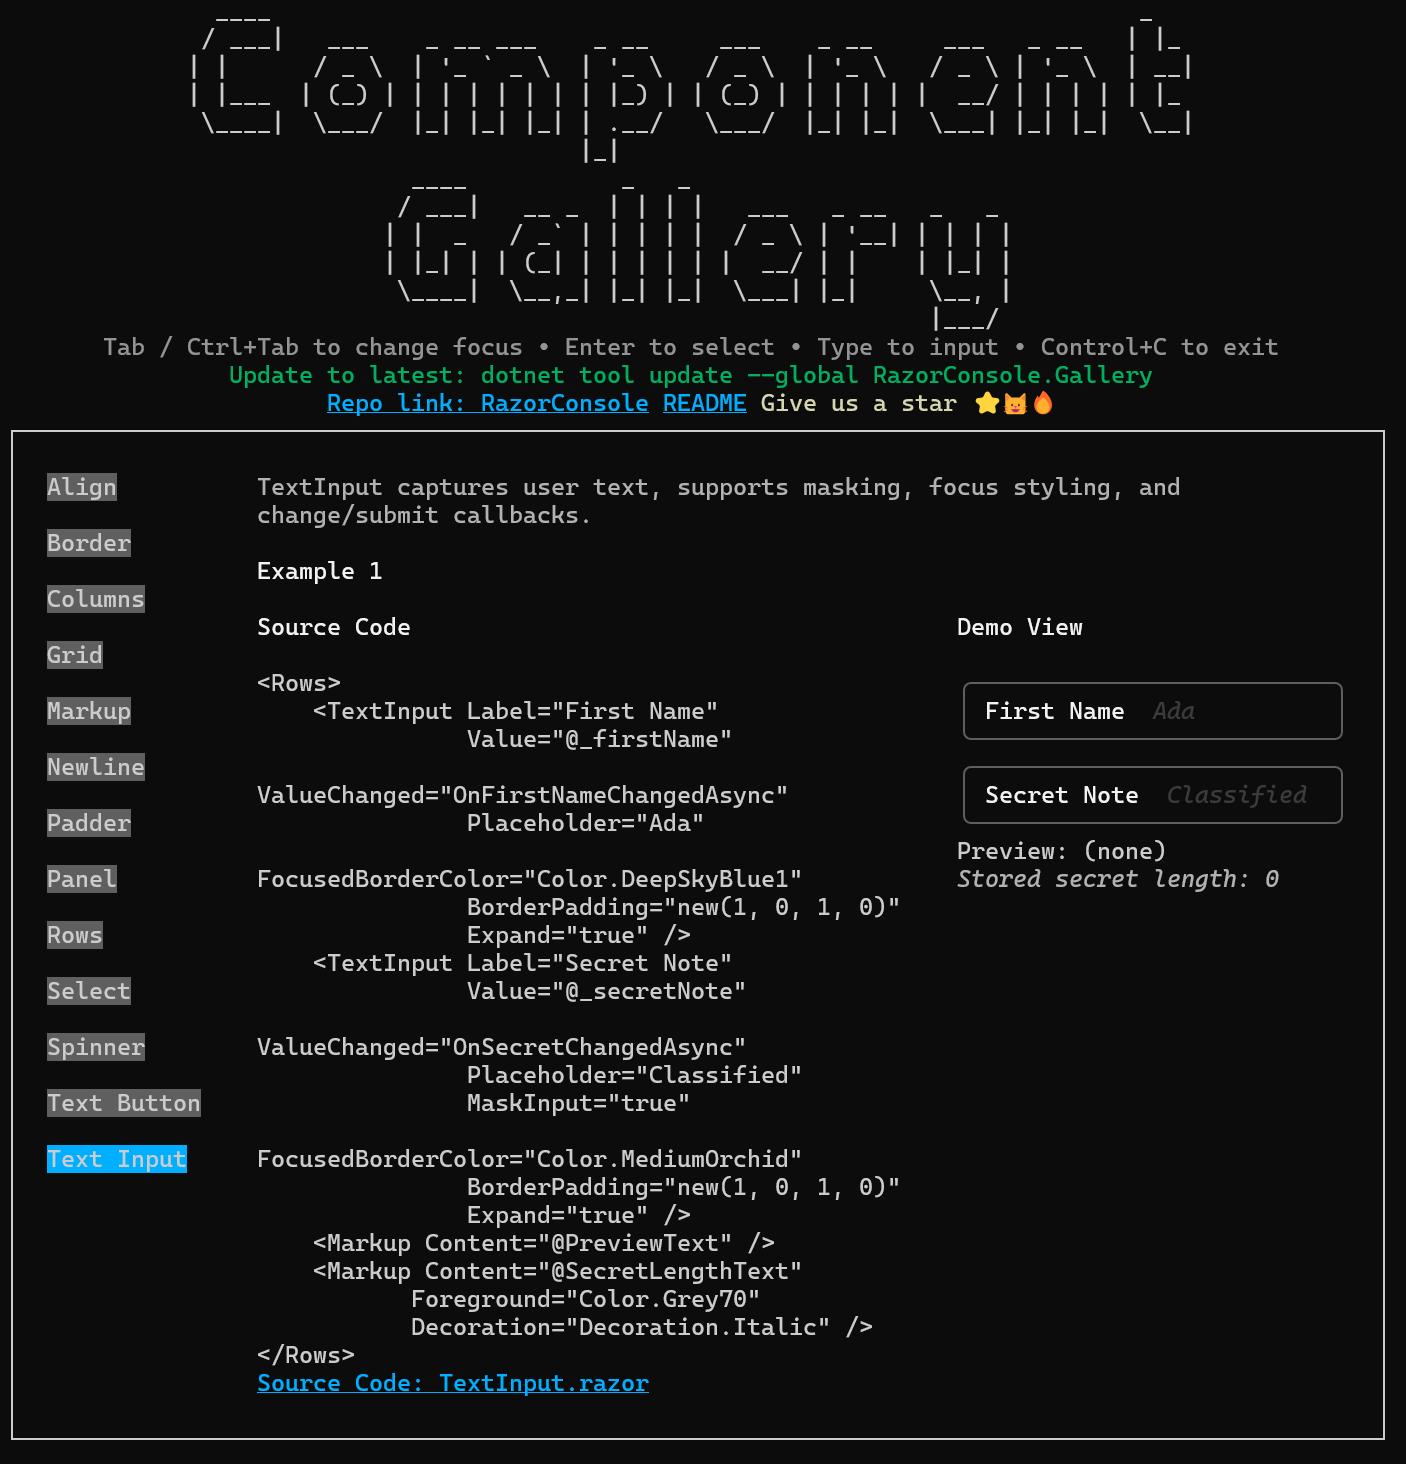 Component
Gallery
Tab / Ctrl+Tab to change focus • Enter to select • Type to input • Control+C to exit
Update to latest: dotnet tool update --global RazorConsole.Gallery
Repo link: RazorConsole README Give us a star ⭐😺🔥
Align
Border
Columns
Grid
Markup
Newline
Padder
Panel
Rows
Select
Spinner
Text Button
Text Input
TextInput captures user text, supports masking, focus styling, and
change/submit callbacks.
Example 1
Source Code
<Rows>
    <TextInput Label="First Name"
               Value="@_firstName"
ValueChanged="OnFirstNameChangedAsync"
               Placeholder="Ada"
FocusedBorderColor="Color.DeepSkyBlue1"
               BorderPadding="new(1, 0, 1, 0)"
               Expand="true" />
    <TextInput Label="Secret Note"
               Value="@_secretNote"
ValueChanged="OnSecretChangedAsync"
               Placeholder="Classified"
               MaskInput="true"
FocusedBorderColor="Color.MediumOrchid"
               BorderPadding="new(1, 0, 1, 0)"
               Expand="true" />
    <Markup Content="@PreviewText" />
    <Markup Content="@SecretLengthText"
           Foreground="Color.Grey70"
           Decoration="Decoration.Italic" />
</Rows>
Source Code: TextInput.razor
Demo View
First Name  Ada
Secret Note  Classified
Preview: (none)
Stored secret length: 0